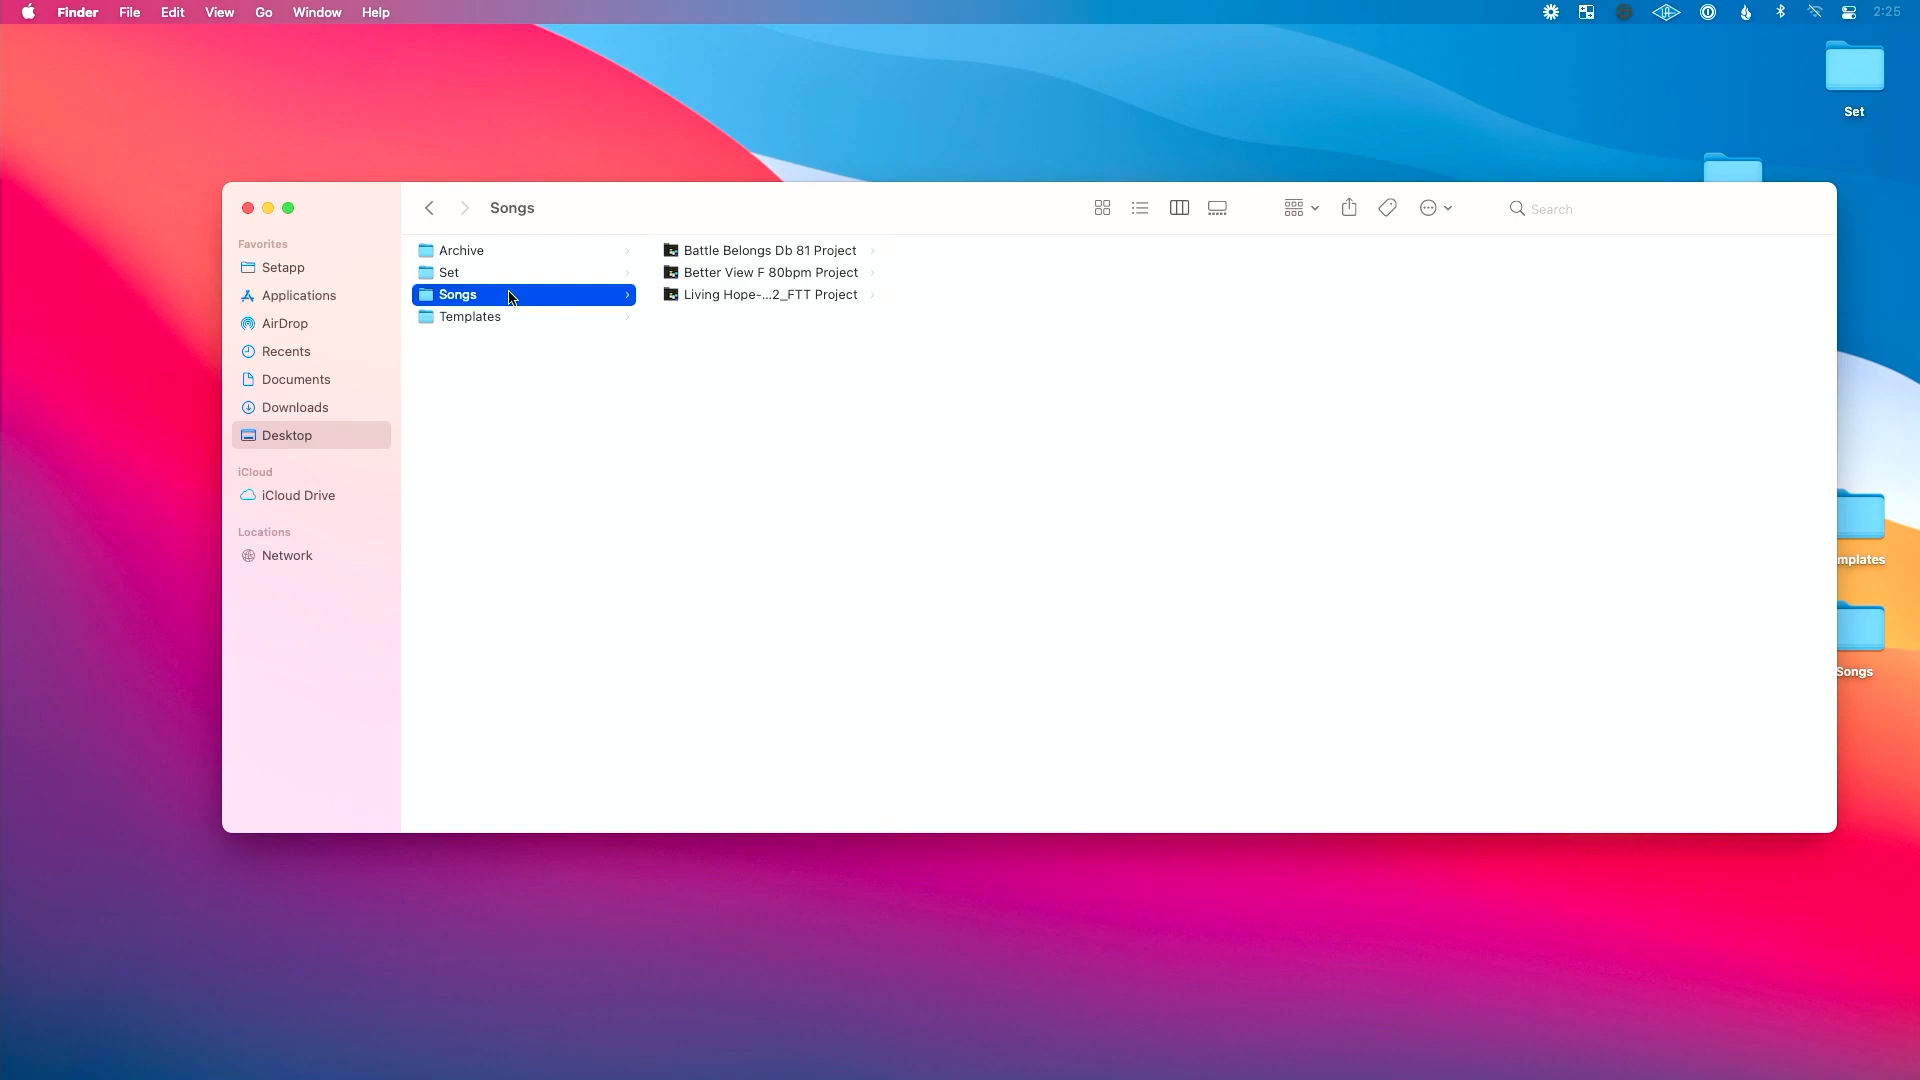 Finder File Edit View Go Window Help 2:25
Set
Songs
Search
Favorites
Setapp
Applications
AirDrop
Recents
Documents
Downloads
Desktop
iCloud
iCloud Drive
Locations
Network
Archive
Set
Songs
Templates
Battle Belongs Db 81 Project
Better View F 80bpm Project
Living Hope-...2_FTT Project
mplates
Songs